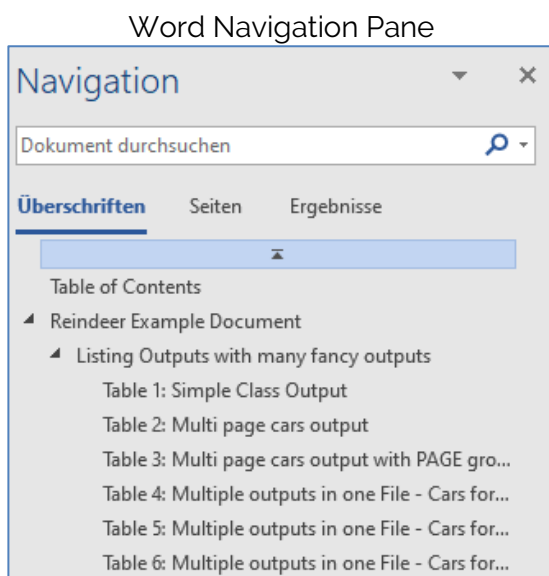 Word Navigation Pane
Navigation
Dokument durchsuchen
Überschriften Seiten Ergebnisse
Table of Contents
Reindeer Example Document
Listing Outputs with many fancy outputs
Table 1: Simple Class Output
Table 2: Multi page cars output
Table 3: Multi page cars output with PAGE gro...
Table 4: Multiple outputs in one File - Cars for...
Table 5: Multiple outputs in one File - Cars for...
Table 6: Multiple outputs in one File - Cars for...